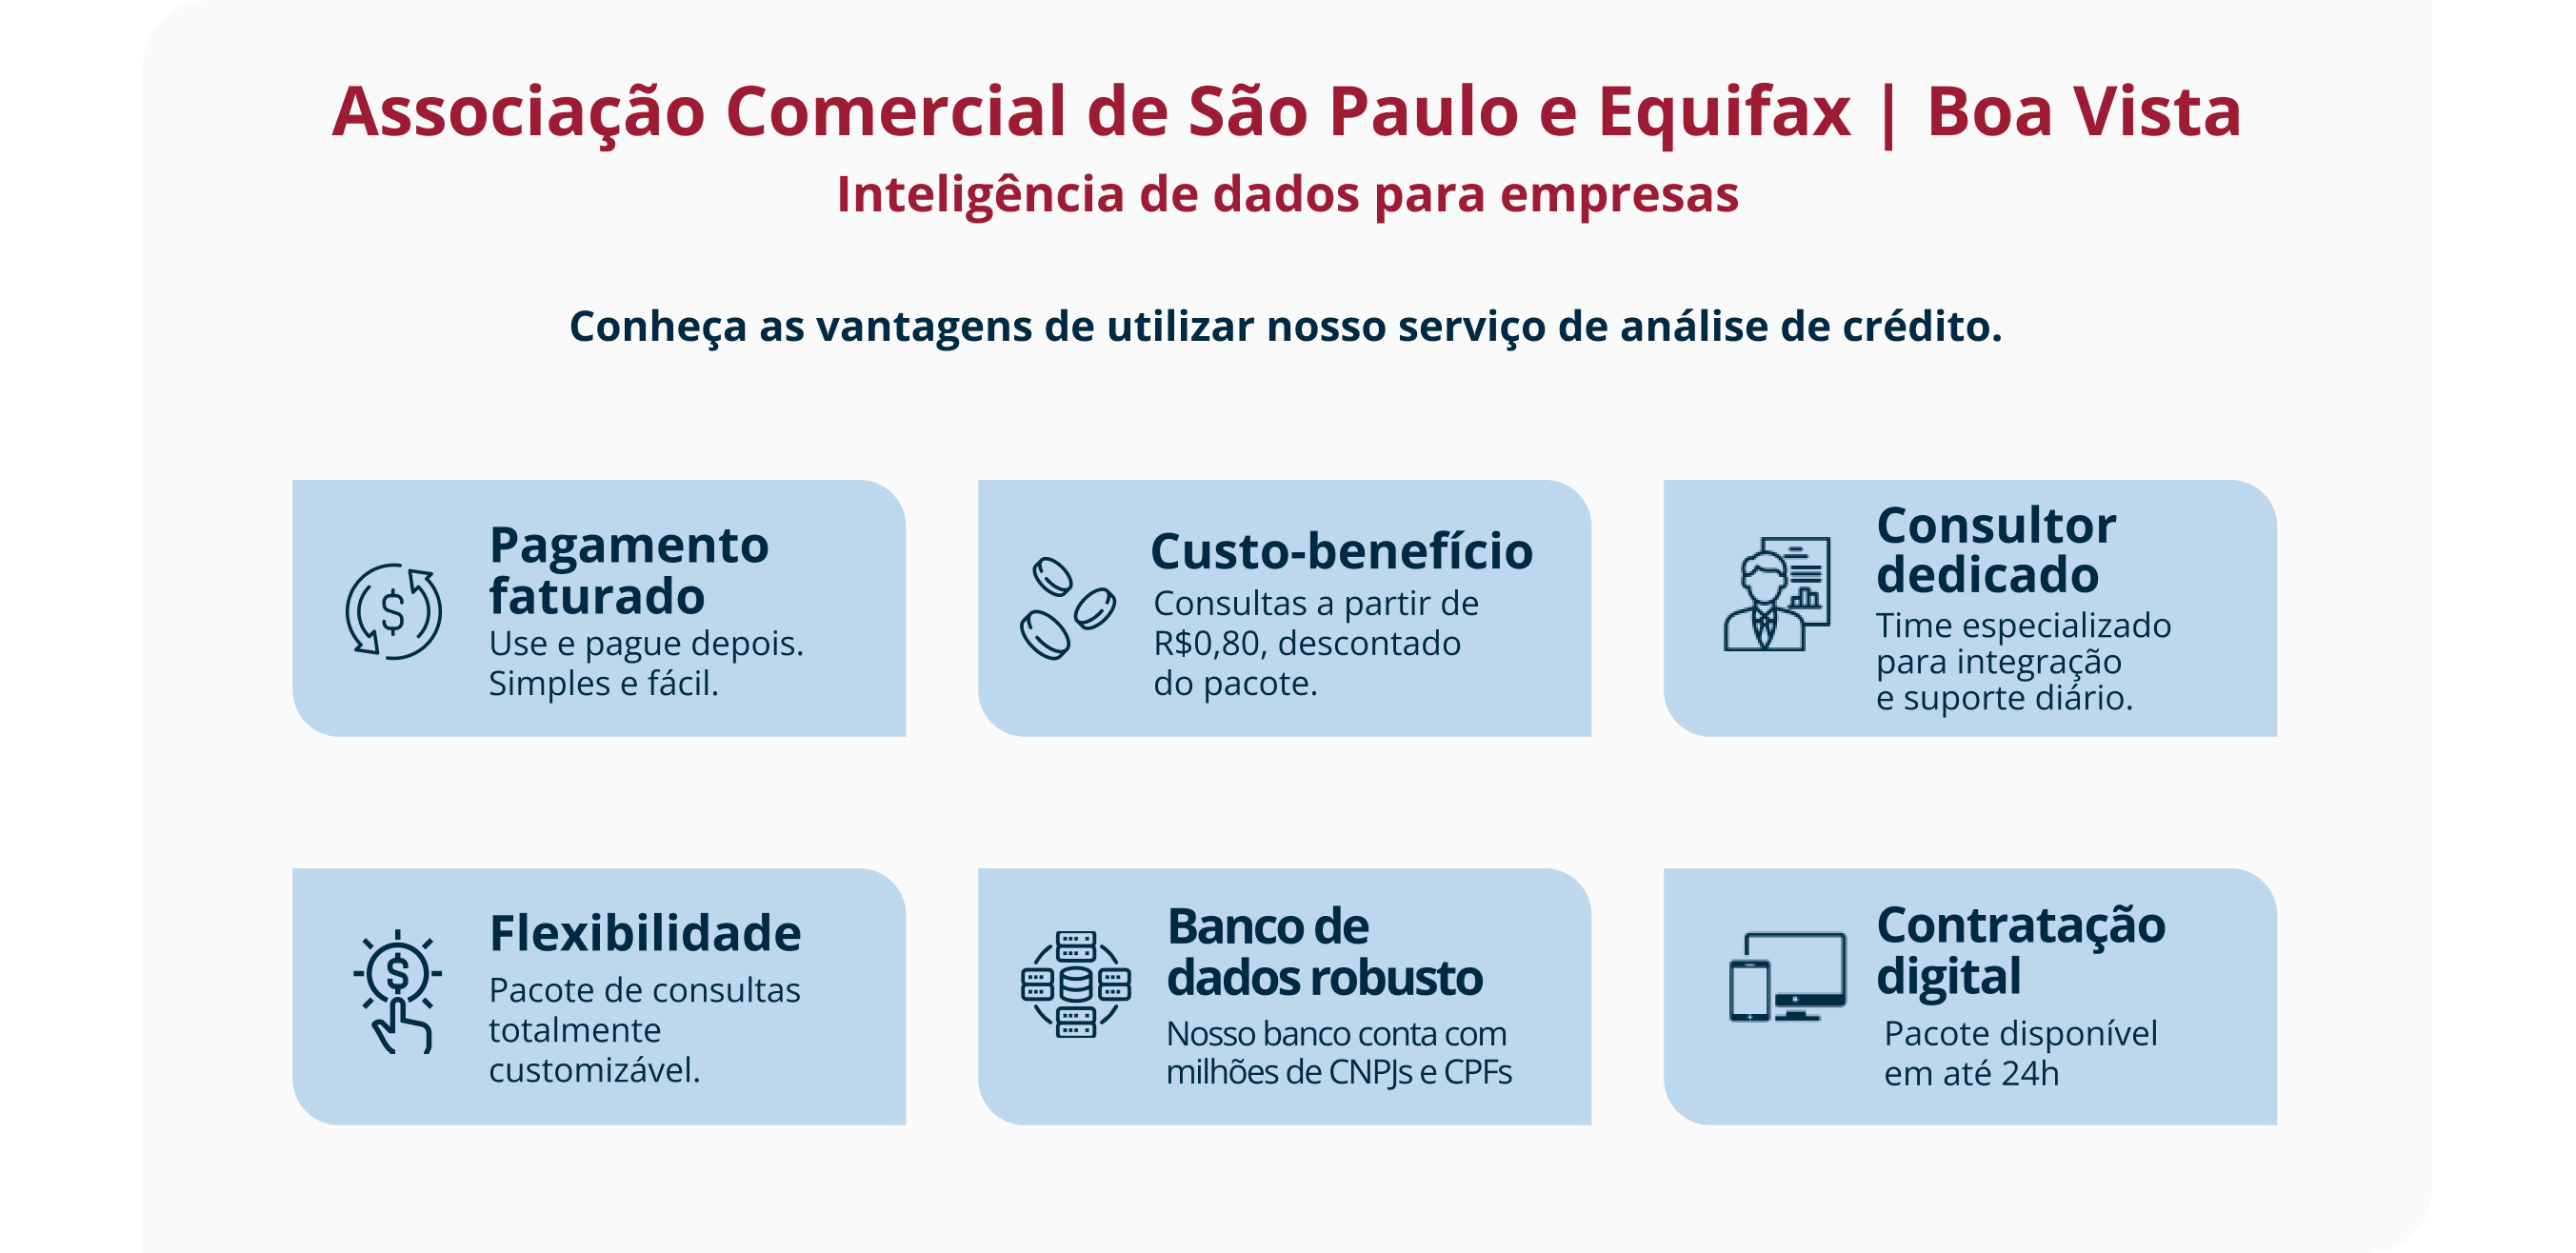 Associação Comercial de São Paulo e Equifax | Boa Vista
Inteligência de dados para empresas
Conheça as vantagens de utilizar nosso serviço de análise de crédito.
Pagamento
faturado
Use e pague depois.
Simples e fácil.
Custo-benefício
Consultas a partir de
R$0,80, descontado
do pacote.
Consultor
dedicado
Time especializado
para integração
e suporte diário.
Flexibilidade
Pacote de consultas
totalmente
customizável.
Banco de
dados robusto
Nosso banco conta com
milhões de CNPJs e CPFs
Contratação
digital
Pacote disponível
em até 24h